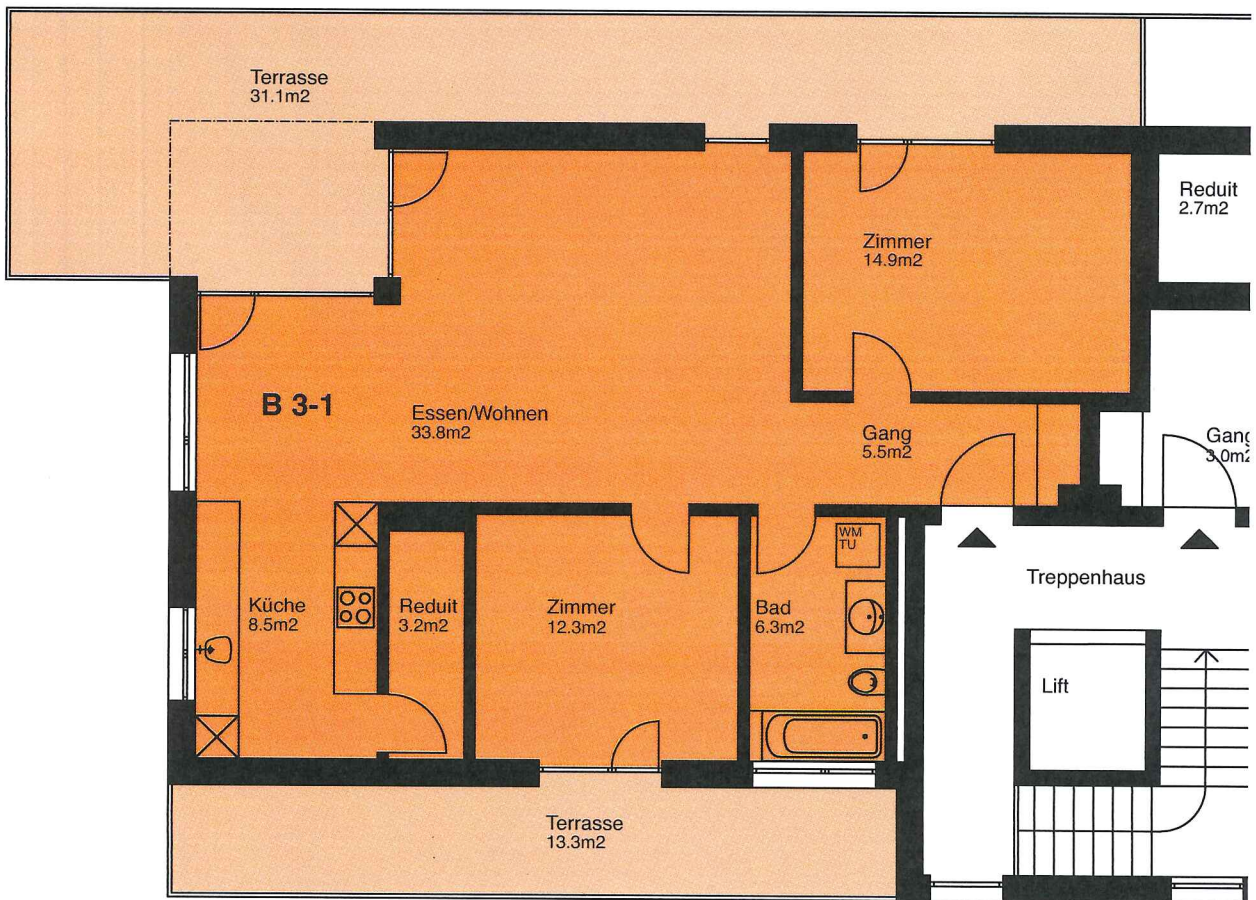 Terrasse
31.1m2
Reduit
2.7m2
Zimmer
14.9m2
B 3-1
Essen/Wohnen
33.8m2
Gang
5.5m2
Gang
3.0m2
WM
TU
Treppenhaus
Küche
8.5m2
Reduit
3.2m2
Zimmer
12.3m2
Bad
6.3m2
Lift
Terrasse
13.3m2